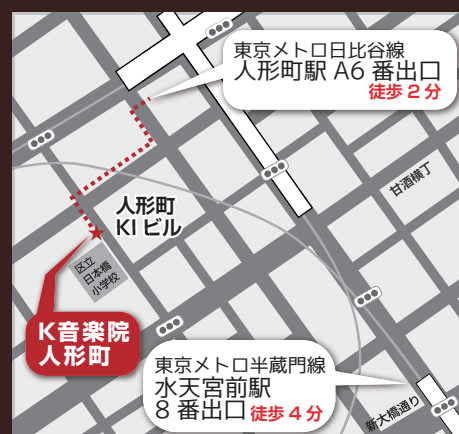 東京メトロ日比谷線
人形町駅 A6 番出口
徒歩 2 分
甘酒横丁
人形町
KI ビル
区立
日本橋
小学校
K音楽院
人形町
東京メトロ半蔵門線
水天宮前駅
8 番出口 徒歩 4 分
新大橋通り